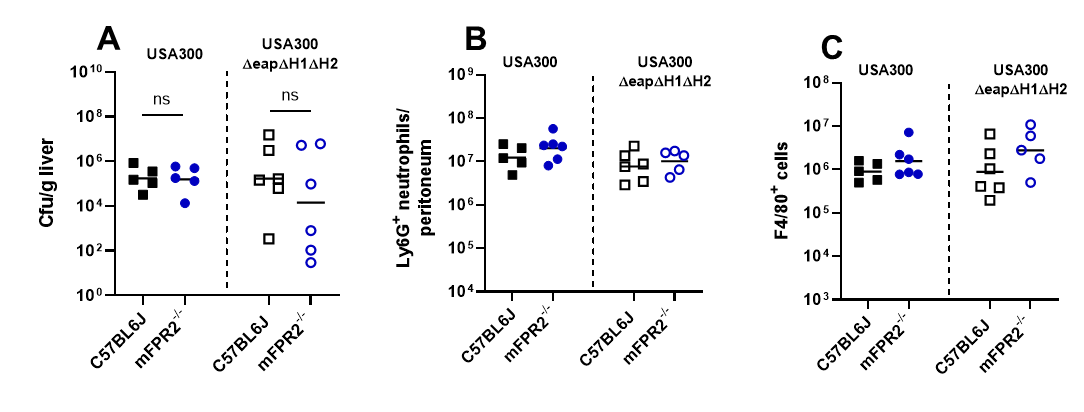 A
USA300
USA300
ΔeapΔH1ΔH2
10^10
10^8
10^6
10^4
10^2
10^0
Cfu/g liver
ns
ns
C57BL6J
mFPR2^-/-
C57BL6J
mFPR2^-/-
B
USA300
USA300
ΔeapΔH1ΔH2
10^9
10^8
10^7
10^6
10^5
10^4
Ly6G^+ neutrophils/
peritoneum
C57BL6J
mFPR2^-/-
C57BL6J
mFPR2^-/-
C
USA300
USA300
ΔeapΔH1ΔH2
10^8
10^7
10^6
10^5
10^4
10^3
F4/80^+ cells
C57BL6J
mFPR2^-/-
C57BL6J
mFPR2^-/-